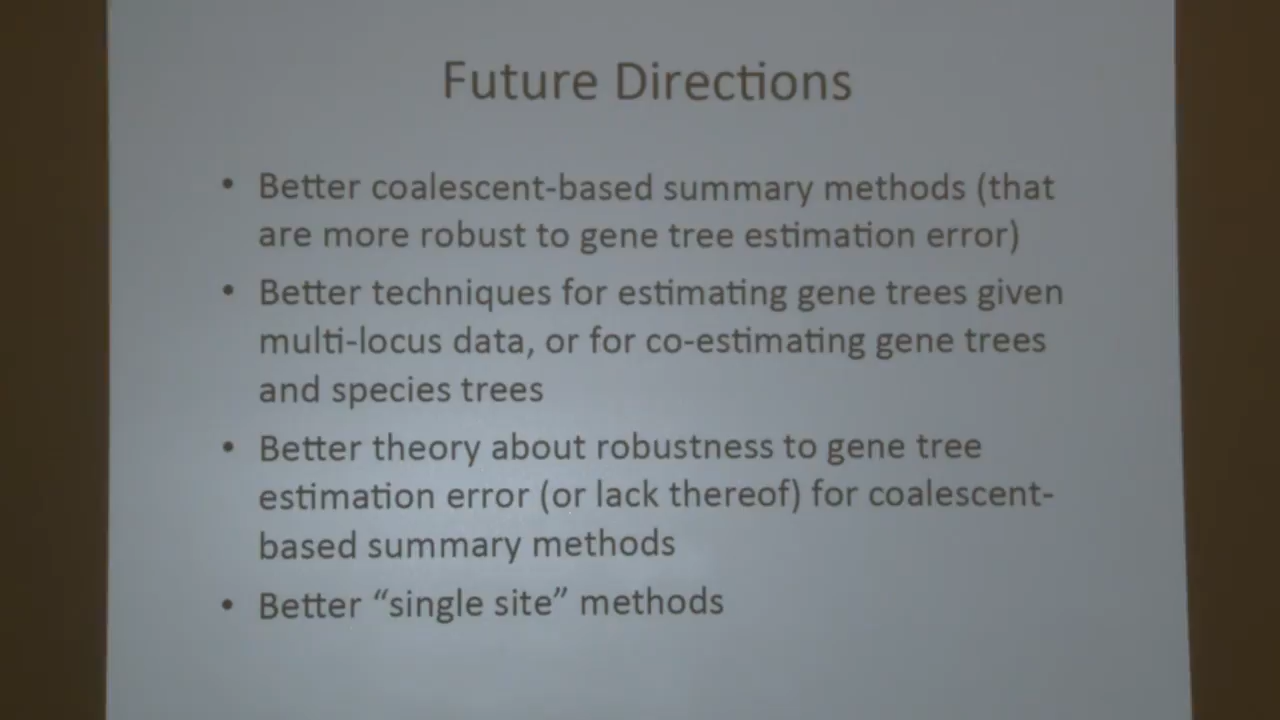 Future Directions
• Better coalescent-based summary methods (that
are more robust to gene tree estimation error)
• Better techniques for estimating gene trees given
multi-locus data, or for co-estimating gene trees
and species trees
• Better theory about robustness to gene tree
estimation error (or lack thereof) for coalescent-
based summary methods
• Better “single site” methods